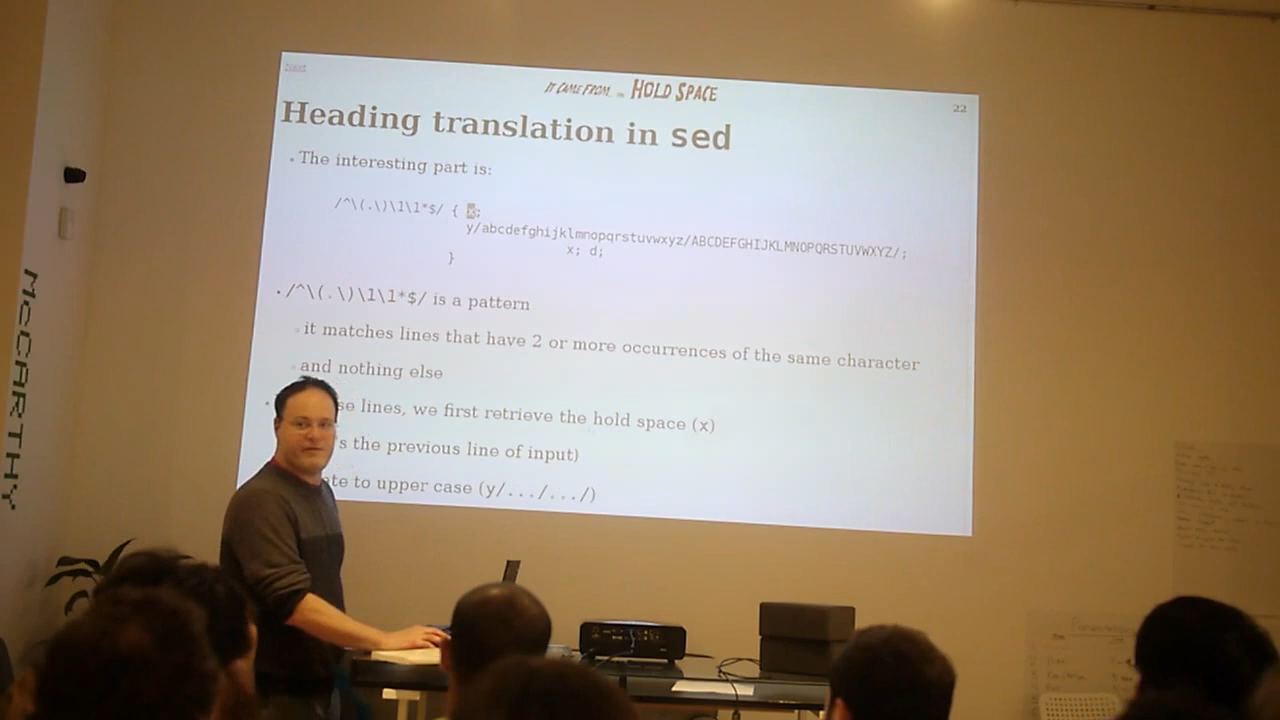 Next
IT CAME FROM... HOLD SPACE
22
Heading translation in sed
The interesting part is:
/^\(.\)\1\1*$/ { x;
y/abcdefghijklmnopqrstuvwxyz/ABCDEFGHIJKLMNOPQRSTUVWXYZ/;
x; d;
}
/^\(.\)\1\1*$/ is a pattern
it matches lines that have 2 or more occurrences of the same character
and nothing else
se lines, we first retrieve the hold space (x)
's the previous line of input)
te to upper case (y/.../.../)
McCARTHY